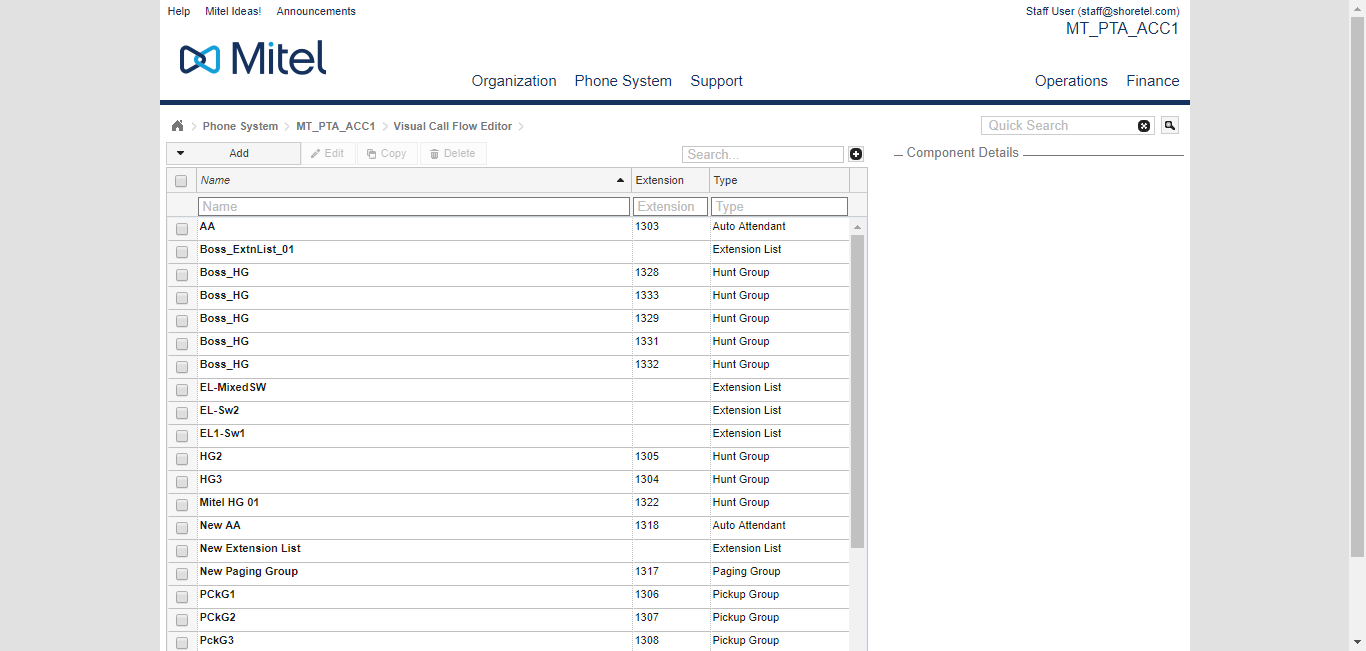 Help Mitel Ideas! Announcements Staff User (staff@shoretel.com)
MT_PTA_ACC1
Mitel
Organization Phone System Support Operations Finance
Phone System MT_PTA_ACC1 Visual Call Flow Editor Quick Search
Add Edit Copy Delete Search... Component Details
Name Extension Type
Name Extension Type
AA 1303 Auto Attendant
Boss_ExtnList_01 Extension List
Boss_HG 1328 Hunt Group
Boss_HG 1333 Hunt Group
Boss_HG 1329 Hunt Group
Boss_HG 1331 Hunt Group
Boss_HG 1332 Hunt Group
EL-MixedSW Extension List
EL-Sw2 Extension List
EL1-Sw1 Extension List
HG2 1305 Hunt Group
HG3 1304 Hunt Group
Mitel HG 01 1322 Hunt Group
New AA 1318 Auto Attendant
New Extension List Extension List
New Paging Group 1317 Paging Group
PCkG1 1306 Pickup Group
PCkG2 1307 Pickup Group
PckG3 1308 Pickup Group